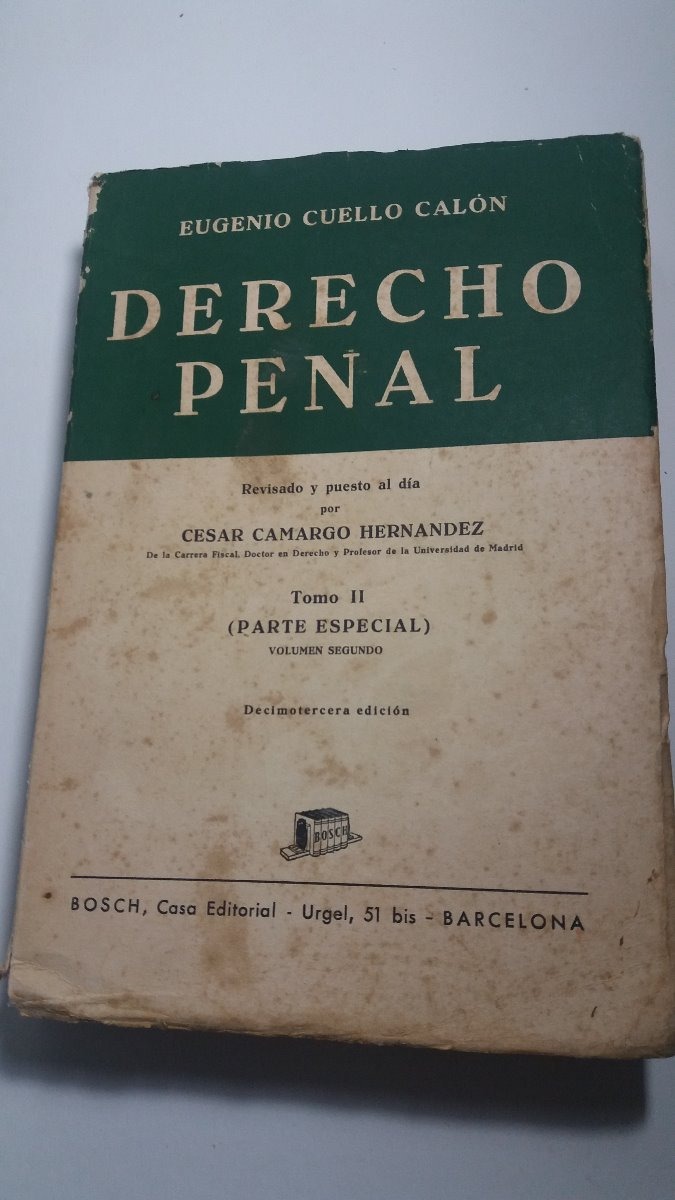 EUGENIO CUELLO CALÓN
DERECHO
PENAL
Revisado y puesto al día
por
CESAR CAMARGO HERNANDEZ
De la Carrera Fiscal, Doctor en Derecho y Profesor de la Universidad de Madrid
Tomo II
(PARTE ESPECIAL)
VOLUMEN SEGUNDO
Decimotercera edición
BOSCH
BOSCH, Casa Editorial - Urgel, 51 bis - BARCELONA